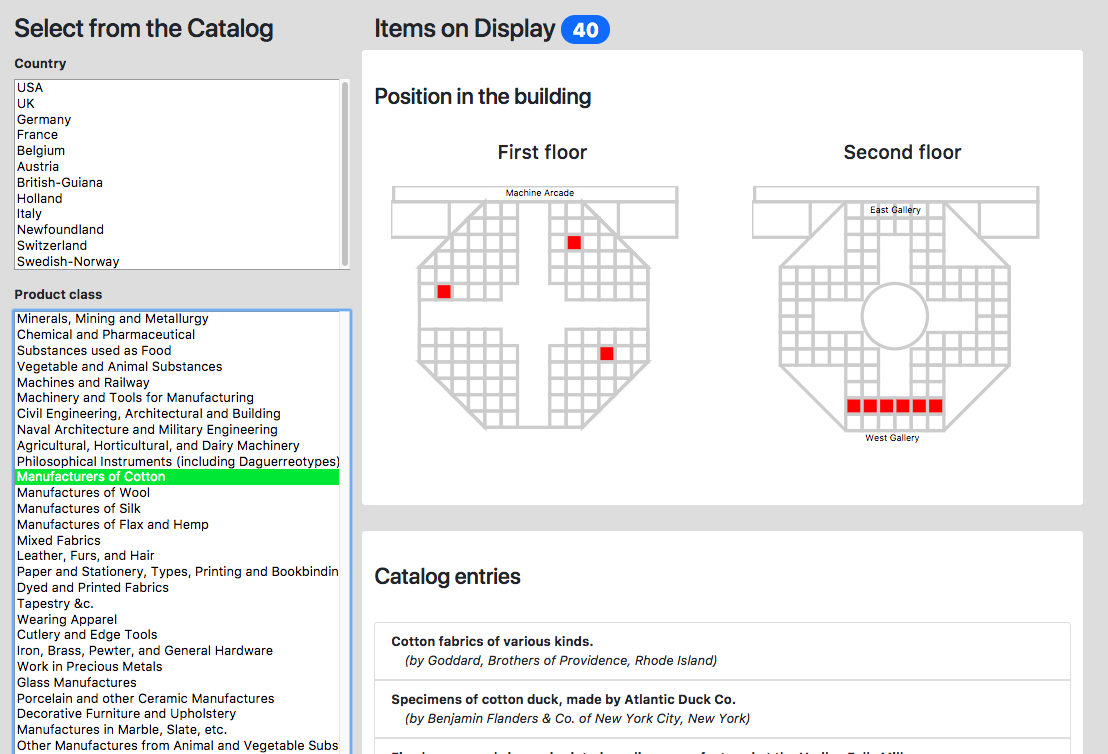 Select from the Catalog
Country
USA
UK
Germany
France
Belgium
Austria
British-Guiana
Holland
Italy
Newfoundland
Switzerland
Swedish-Norway
Product class
Minerals, Mining and Metallurgy
Chemical and Pharmaceutical
Substances used as Food
Vegetable and Animal Substances
Machines and Railway
Machinery and Tools for Manufacturing
Civil Engineering, Architectural and Building
Naval Architecture and Military Engineering
Agricultural, Horticultural, and Dairy Machinery
Philosophical Instruments (including Daguerreotypes)
Manufacturers of Cotton
Manufactures of Wool
Manufactures of Silk
Manufactures of Flax and Hemp
Mixed Fabrics
Leather, Furs, and Hair
Paper and Stationery, Types, Printing and Bookbindin
Dyed and Printed Fabrics
Tapestry &c.
Wearing Apparel
Cutlery and Edge Tools
Iron, Brass, Pewter, and General Hardware
Work in Precious Metals
Glass Manufactures
Porcelain and other Ceramic Manufactures
Decorative Furniture and Upholstery
Manufactures in Marble, Slate, etc.
Other Manufactures from Animal and Vegetable Subs
Items on Display 40
Position in the building
First floor
Machine Arcade
Second floor
East Gallery
West Gallery
Catalog entries
Cotton fabrics of various kinds.
(by Goddard, Brothers of Providence, Rhode Island)
Specimens of cotton duck, made by Atlantic Duck Co.
(by Benjamin Flanders & Co. of New York City, New York)